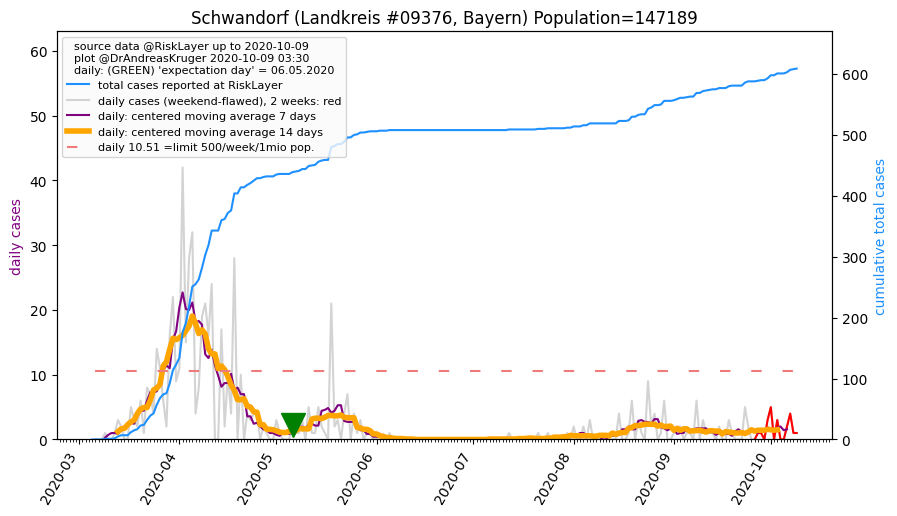 Schwandorf (Landkreis #09376, Bayern) Population=147189
source data @RiskLayer up to 2020-10-09
plot @DrAndreasKruger 2020-10-09 03:30
daily: (GREEN) 'expectation day' = 06.05.2020
total cases reported at RiskLayer
daily cases (weekend-flawed), 2 weeks: red
daily: centered moving average 7 days
daily: centered moving average 14 days
daily 10.51 =limit 500/week/1mio pop.
daily cases
60
50
40
30
20
10
0
cumulative total cases
600
500
400
300
200
100
0
2020-03
2020-04
2020-05
2020-06
2020-07
2020-08
2020-09
2020-10